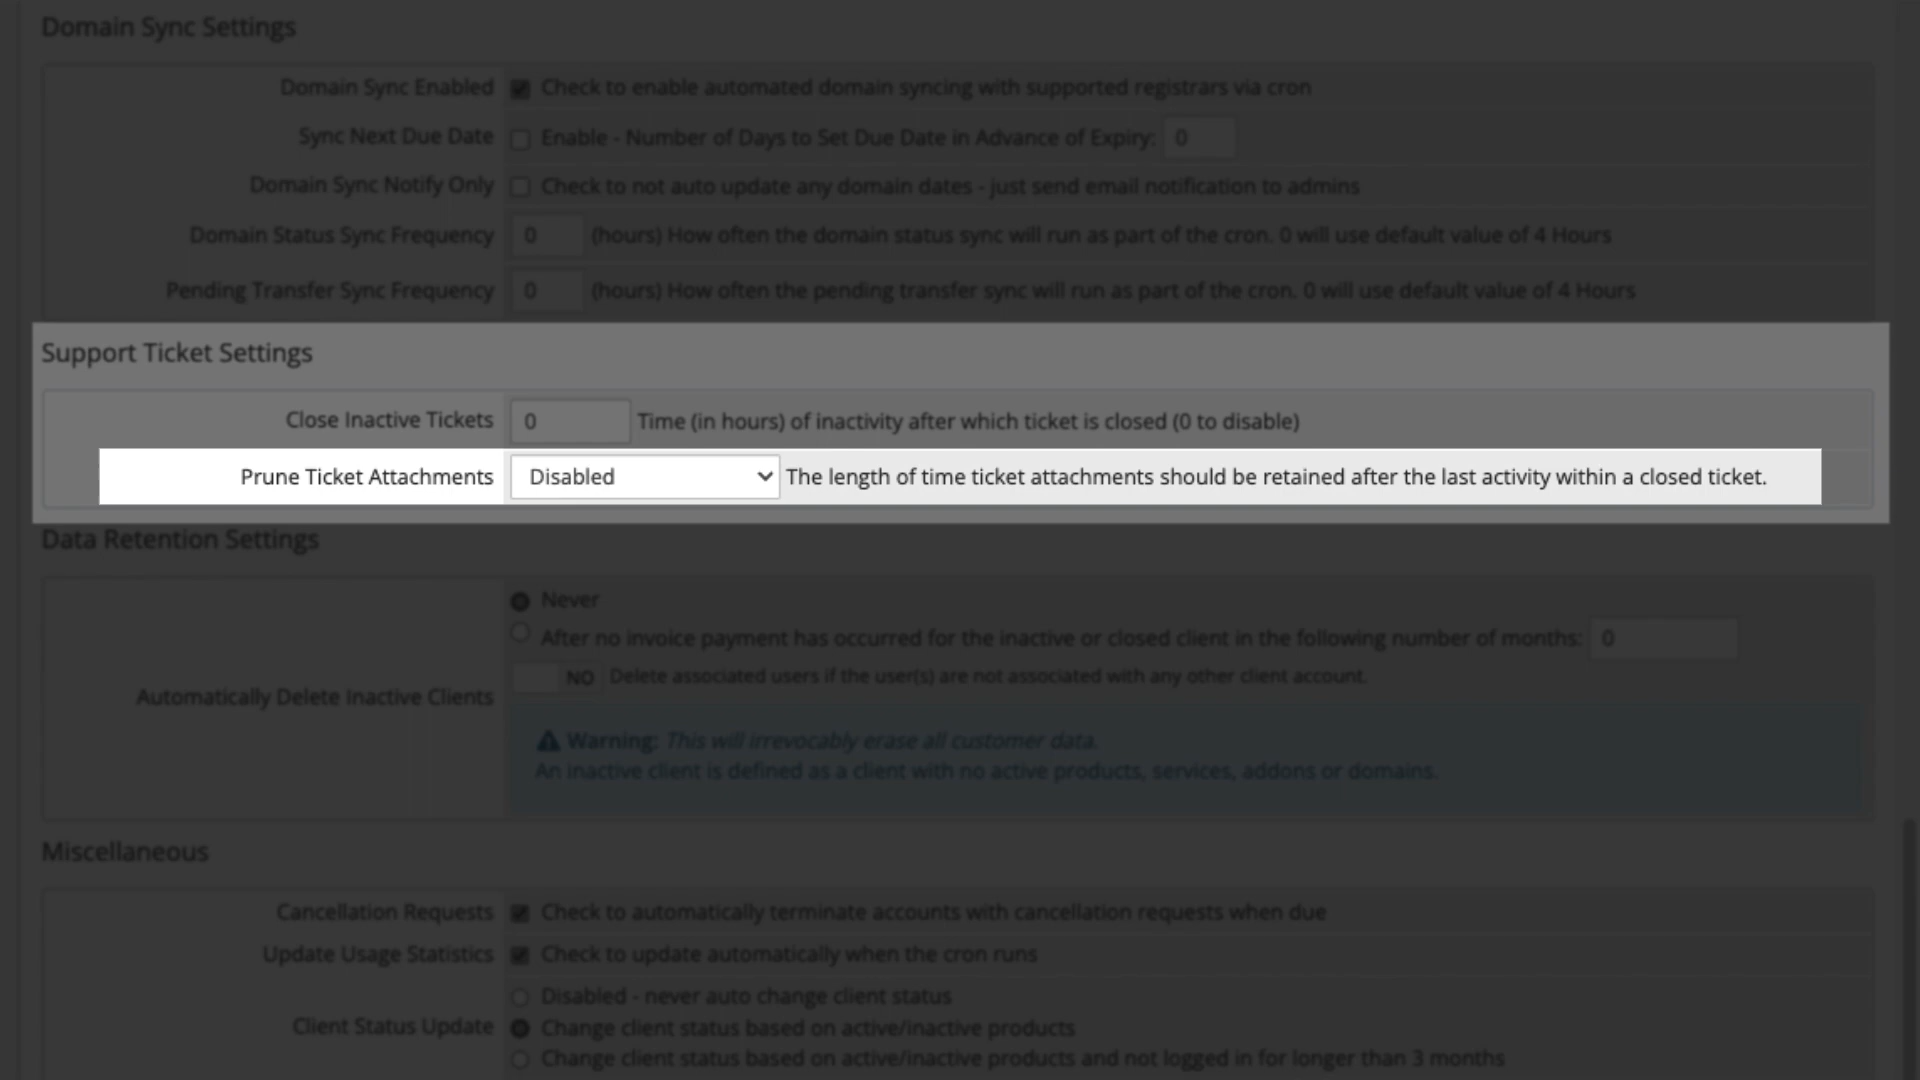 Domain Sync Settings
Domain Sync Enabled Check to enable automated domain syncing with supported registrars via cron
Sync Next Due Date Enable - Number of Days to Set Due Date in Advance of Expiry: 0
Domain Sync Notify Only Check to not auto update any domain dates - just send email notification to admins
Domain Status Sync Frequency 0 (hours) How often the domain status sync will run as part of the cron. 0 will use default value of 4 Hours
Pending Transfer Sync Frequency 0 (hours) How often the pending transfer sync will run as part of the cron. 0 will use default value of 4 Hours
Support Ticket Settings
Close Inactive Tickets 0 Time (in hours) of inactivity after which ticket is closed (0 to disable)
Prune Ticket Attachments Disabled The length of time ticket attachments should be retained after the last activity within a closed ticket.
Data Retention Settings
Never
After no invoice payment has occurred for the inactive or closed client in the following number of months: 0
NO Delete associated users if the user(s) are not associated with any other client account.
Automatically Delete Inactive Clients
Warning: This will irrevocably erase all customer data.
An inactive client is defined as a client with no active products, services, addons or domains.
Miscellaneous
Cancellation Requests Check to automatically terminate accounts with cancellation requests when due
Update Usage Statistics Check to update automatically when the cron runs
Disabled - never auto change client status
Client Status Update Change client status based on active/inactive products
Change client status based on active/inactive products and not logged in for longer than 3 months